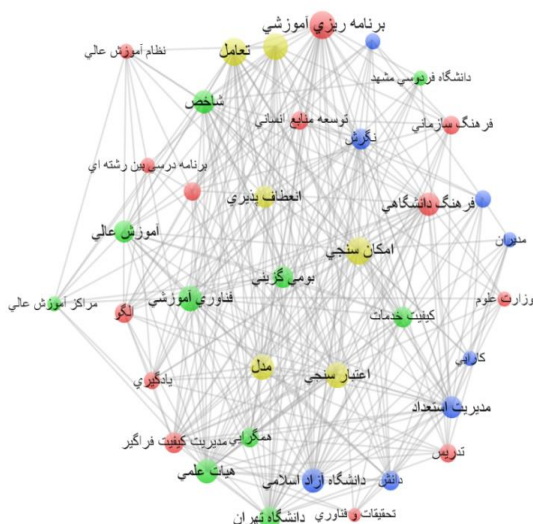 برنامه ريزي آموزشي
تعامل
نظام آموزش عالي
دانشگاه فردوسي مشهد
شاخص
توسعه منابع انساني
فرهنگ سازماني
نگرش
برنامه درسي بين رشته اي
انعطاف پذيري
فرهنگ دانشگاهي
آموزش عالي
مديران
امكان سنجي
بومي گزيني
فناوري آموزشي
وزارت علوم
مراكز آموزش عالي
الگو
كيفيت خدمات
كارايي
مدل
اعتبار سنجي
يادگيري
مديريت استعداد
همگرايي
مديريت كيفيت فراگير
تدريس
هيات علمي
دانشگاه آزاد اسلامي
دانش
تحقيقات و فناوري
دانشگاه تهران